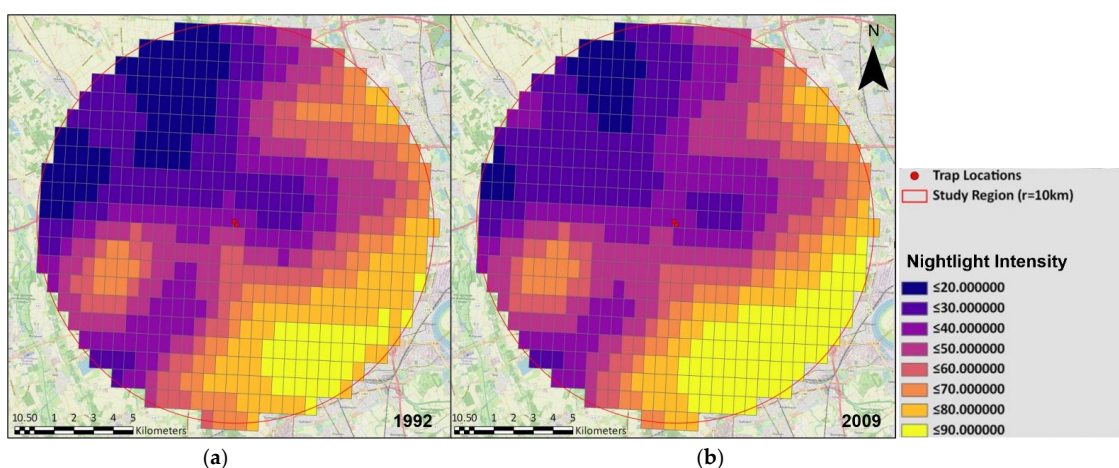 N
Trap Locations
Study Region (r=10km)
Nightlight Intensity
≤20.000000
≤30.000000
≤40.000000
≤50.000000
≤60.000000
≤70.000000
≤80.000000
≤90.000000
10.50 1 2 3 4 5
Kilometers
1992
10.50 1 2 3 4 5
Kilometers
2009
(a)
(b)